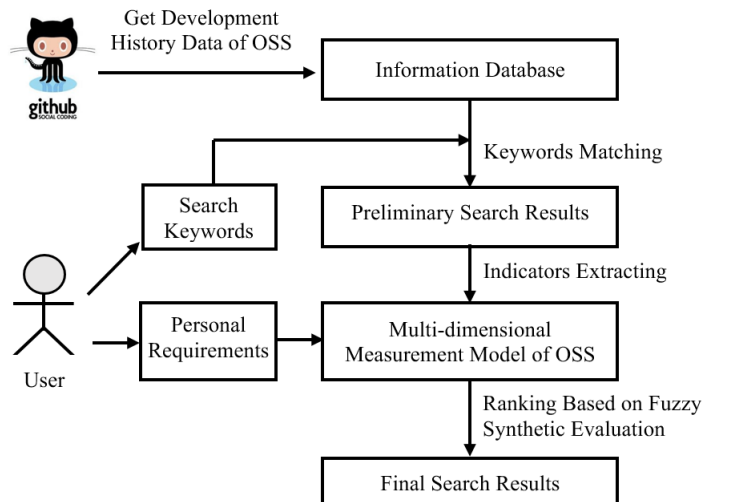 Get Development
History Data of OSS
github
SOCIAL CODING
Information Database
Keywords Matching
Search
Keywords
Preliminary Search Results
Indicators Extracting
Personal
Requirements
Multi-dimensional
Measurement Model of OSS
User
Ranking Based on Fuzzy
Synthetic Evaluation
Final Search Results